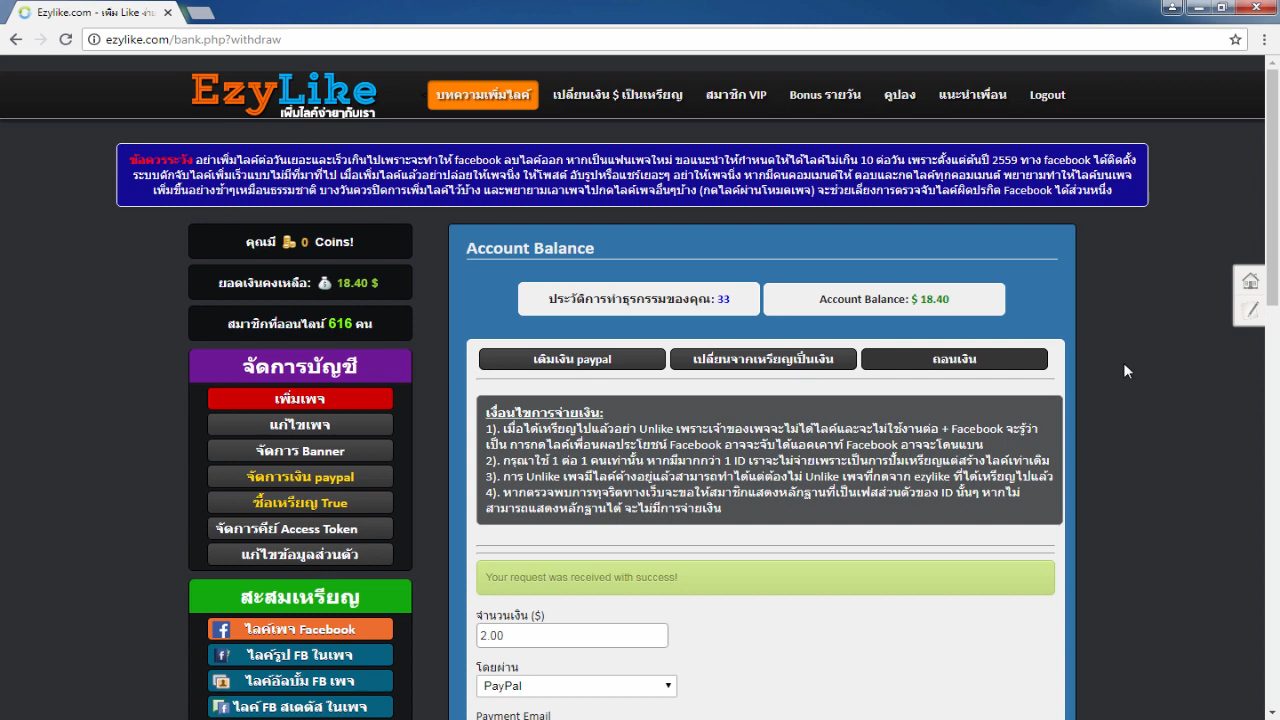 Ezylike.com - เพิ่ม Like ง่าย
ezylike.com/bank.php?withdraw
EzyLike
เพิ่มไลค์ง่ายๆกับเรา
บทความเพิ่มไลค์
เปลี่ยนเงิน $ เป็นเหรียญ
สมาชิก VIP
Bonus รายวัน
คูปอง
แนะนำเพื่อน
Logout
ข้อควรระวัง อย่าเพิ่มไลค์ต่อวันเยอะและเร็วเกินไปเพราะจะทำให้ facebook ลบไลค์ออก หากเป็นแฟนเพจใหม่ ขอแนะนำให้กำหนดให้ได้ไลค์ไม่เกิน 10 ต่อวัน เพราะตั้งแต่ต้นปี 2559 ทาง facebook ได้ติดตั้ง
ระบบดักจับไลค์เพิ่มเร็วแบบไม่มีที่มาที่ไป เมื่อเพิ่มไลค์แล้วอย่าปล่อยให้เพจนิ่ง ให้โพสต์ อับรูปหรือแชร์เยอะๆ อย่าให้เพจนิ่ง หากมีคนคอมเมนต์ให้ ตอบและกดไลค์ทุกคอมเมนต์ พยายามทำให้ไลค์บนเพจ
เพิ่มขึ้นอย่างช้าๆเหมือนธรรมชาติ บางวันควรปิดการเพิ่มไลค์ไว้บ้าง และพยายามเอาเพจไปกดไลค์เพจอื่นๆบ้าง (กดไลค์ผ่านโหมดเพจ) จะช่วยเลี่ยงการตรวจจับไลค์ผิดปรกิต Facebook ได้ส่วนหนึ่ง
คุณมี 0 Coins!
ยอดเงินคงเหลือ: 18.40 $
สมาชิกที่ออนไลน์ 616 คน
จัดการบัญชี
เพิ่มเพจ
แก้ไขเพจ
จัดการ Banner
จัดการเงิน paypal
ซื้อเหรียญ True
จัดการคีย์ Access Token
แก้ไขข้อมูลส่วนตัว
สะสมเหรียญ
ไลค์เพจ Facebook
ไลค์รูป FB ในเพจ
ไลค์อัลบั้ม FB เพจ
ไลค์ FB สเตตัส ในเพจ
Account Balance
ประวัติการทำธุรกรรมของคุณ: 33
Account Balance: $ 18.40
เติมเงิน paypal
เปลี่ยนจากเหรียญเป็นเงิน
ถอนเงิน
เงื่อนไขการจ่ายเงิน:
1). เมื่อได้เหรียญไปแล้วอย่า Unlike เพราะเจ้าของเพจจะไม่ได้ไลค์และจะไม่ใช้งานต่อ + Facebook จะรู้ว่า
เป็น การกดไลค์เพื่อนผลประโยชน์ Facebook อาจจะจับได้แอคเคาท์ Facebook อาจจะโดนแบน
2). กรุณาใช้ 1 ต่อ 1 คนเท่านั้น หากมีมากกว่า 1 ID เราจะไม่จ่ายเพราะเป็นการปั้มเหรียญแต่สร้างไลค์เท่าเดิม
3). การ Unlike เพจมีไลค์ค้างอยู่แล้วสามารถทำได้แต่ต้องไม่ Unlike เพจที่กดจาก ezylike ที่ได้เหรียญไปแล้ว
4). หากตรวจพบการทุจริตทางเว็บจะขอให้สมาชิกแสดงหลักฐานที่เป็นเฟสส่วนตัวของ ID นั้นๆ หากไม่
สามารถแสดงหลักฐานได้ จะไม่มีการจ่ายเงิน
Your request was received with success!
จำนวนเงิน ($)
2.00
โดยผ่าน
PayPal
Payment Email